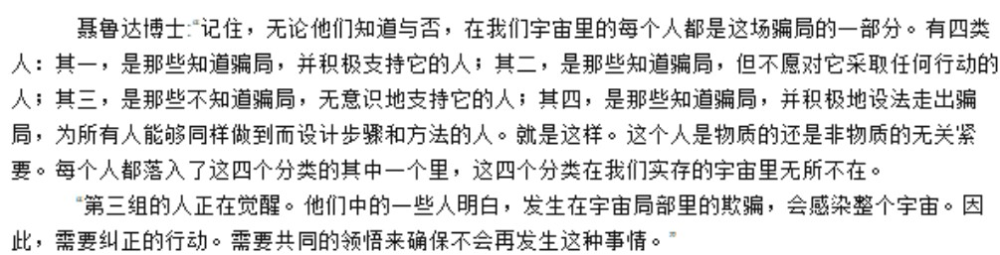 聂鲁达博士:“记住，无论他们知道与否，在我们宇宙里的每个人都是这场骗局的一部分。有四类
人：其一，是那些知道骗局，并积极支持它的人；其二，是那些知道骗局，但不愿对它采取任何行动的
人；其三，是那些不知道骗局，无意识地支持它的人；其四，是那些知道骗局，并积极地设法走出骗
局，为所有人能够同样做到而设计步骤和方法的人。就是这样。这个人是物质的还是非物质的无关紧
要。每个人都落入了这四个分类的其中一个里，这四个分类在我们实存的宇宙里无所不在。
“第三组的人正在觉醒。他们中的一些人明白，发生在宇宙局部里的欺骗，会感染整个宇宙。因
此，需要纠正的行动。需要共同的领悟来确保不会再发生这种事情。”